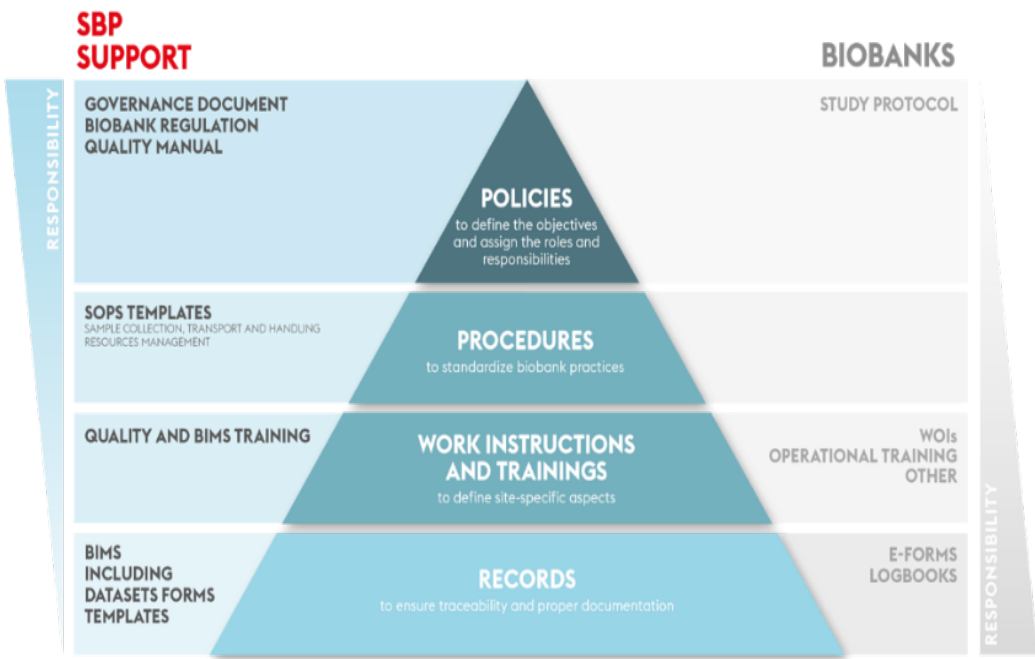 SBP
SUPPORT
BIOBANKS
RESPONSIBILITY
GOVERNANCE DOCUMENT
BIOBANK REGULATION
QUALITY MANUAL
POLICIES
to define the objectives
and assign the roles and
responsibilities
STUDY PROTOCOL
SOPS TEMPLATES
SAMPLE COLLECTION, TRANSPORT AND HANDLING
RESOURCES MANAGEMENT
PROCEDURES
to standardize biobank practices
QUALITY AND BIMS TRAINING
WORK INSTRUCTIONS
AND TRAININGS
to define site-specific aspects
WOIs
OPERATIONAL TRAINING
OTHER
BIMS
INCLUDING
DATASETS FORMS
TEMPLATES
RECORDS
to ensure traceability and proper documentation
E-FORMS
LOGBOOKS
RESPONSIBILITY